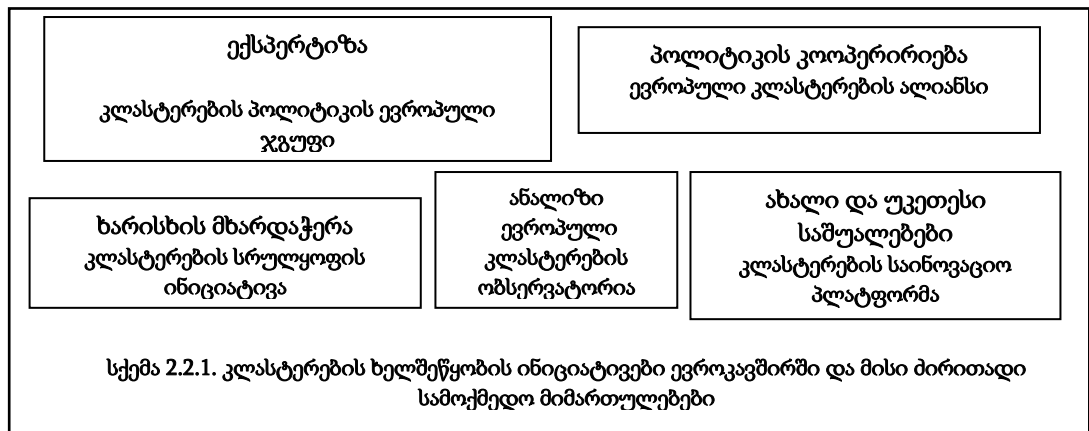 ექსპერტიზა
კლასტერების პოლიტიკის ევროპული
ჯგუფი
პოლიტიკის კოოპერირიება
ევროპული კლასტერების ალიანსი
ხარისხის მხარდაჭერა
კლასტერების სრულყოფის
ინიციატივა
ანალიზი
ევროპული
კლასტერების
ობსერვატორია
ახალი და უკეთესი
საშუალებები
კლასტერების საინოვაციო
პლატფორმა
სქემა 2.2.1. კლასტერების ხელშეწყობის ინიციატივები ევროკავშირში და მისი ძირითადი
სამოქმედო მიმართულებები